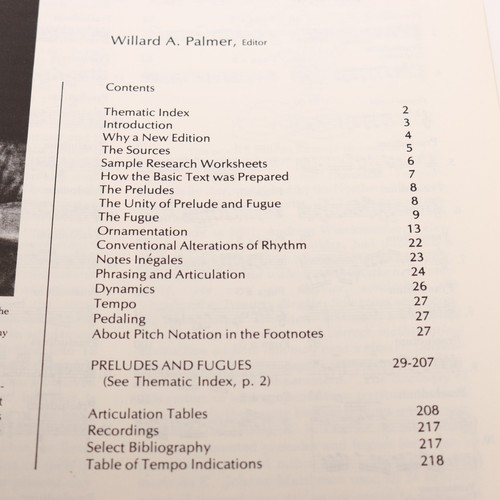 Willard A. Palmer, Editor
Contents
Thematic Index 2
Introduction 3
Why a New Edition 4
The Sources 5
Sample Research Worksheets 6
How the Basic Text was Prepared 7
The Preludes 8
The Unity of Prelude and Fugue 8
The Fugue 9
Ornamentation 13
Conventional Alterations of Rhythm 22
Notes Inégales 23
Phrasing and Articulation 24
Dynamics 26
Tempo 27
Pedaling 27
About Pitch Notation in the Footnotes 27
PRELUDES AND FUGUES 29-207
(See Thematic Index, p. 2)
Articulation Tables 208
Recordings 217
Select Bibliography 217
Table of Tempo Indications 218